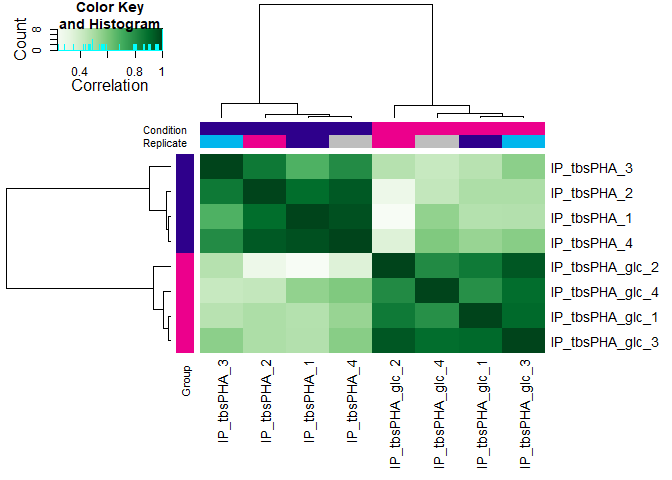 Color Key
and Histogram
Count
0
8
0.4
0.8
1
Correlation
Condition
Replicate
IP_tbsPHA_3
IP_tbsPHA_2
IP_tbsPHA_1
IP_tbsPHA_4
IP_tbsPHA_glc_2
IP_tbsPHA_glc_4
IP_tbsPHA_glc_1
IP_tbsPHA_glc_3
Group
IP_tbsPHA_3
IP_tbsPHA_2
IP_tbsPHA_1
IP_tbsPHA_4
IP_tbsPHA_glc_2
IP_tbsPHA_glc_4
IP_tbsPHA_glc_1
IP_tbsPHA_glc_3